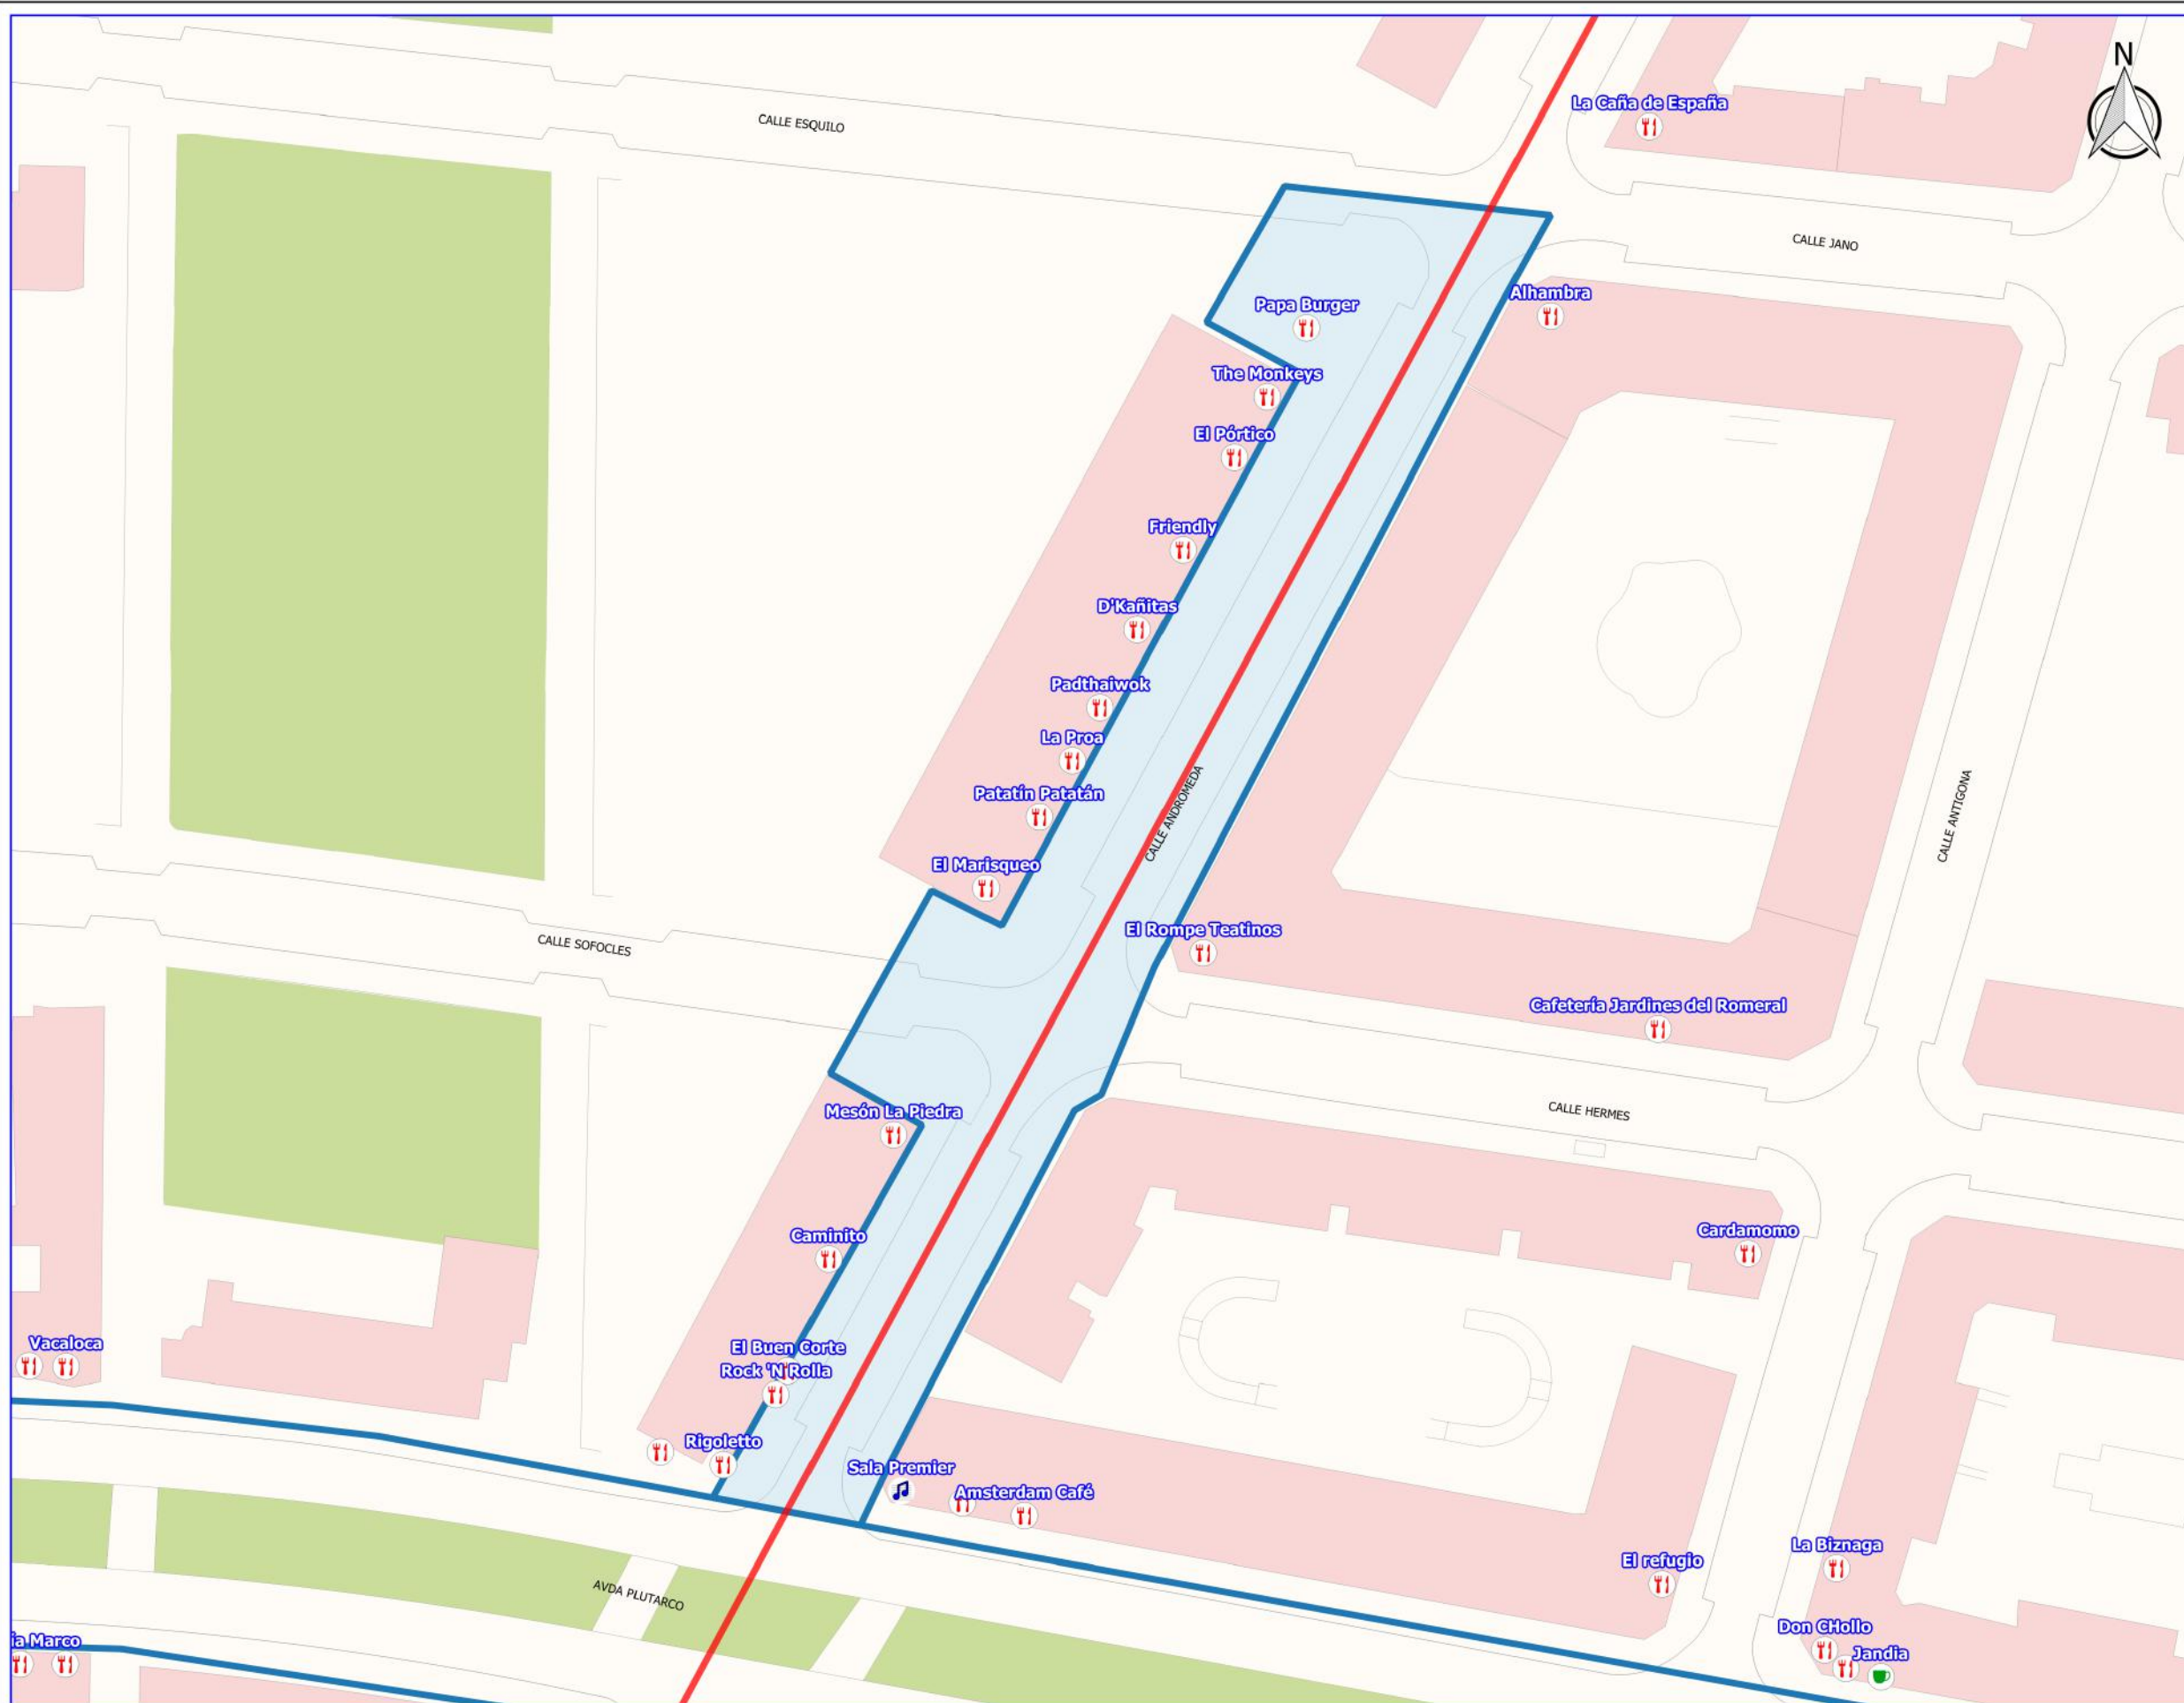 N
La Caña de España
CALLE ESQUILO
CALLE JANO
Alhambra
Papa Burger
The Monkeys
El Pórtico
Friendly
D'Kañitas
Padthaiwok
La Proa
Patatín Patatán
CALLE ANDROMEDA
CALLE ANTIGONA
El Marisqueo
El Rompe Teatinos
CALLE SOFOCLES
Cafetería Jardines del Romeral
Mesón La Piedra
CALLE HERMES
Caminito
Cardamomo
Vacaloca
El Buen Corte
Rock 'N'Rolla
Rigoletto
Sala Premier
Amsterdam Café
La Biznaga
El refugio
AVDA PLUTARCO
Don CHollo
ia Marco
Jandia